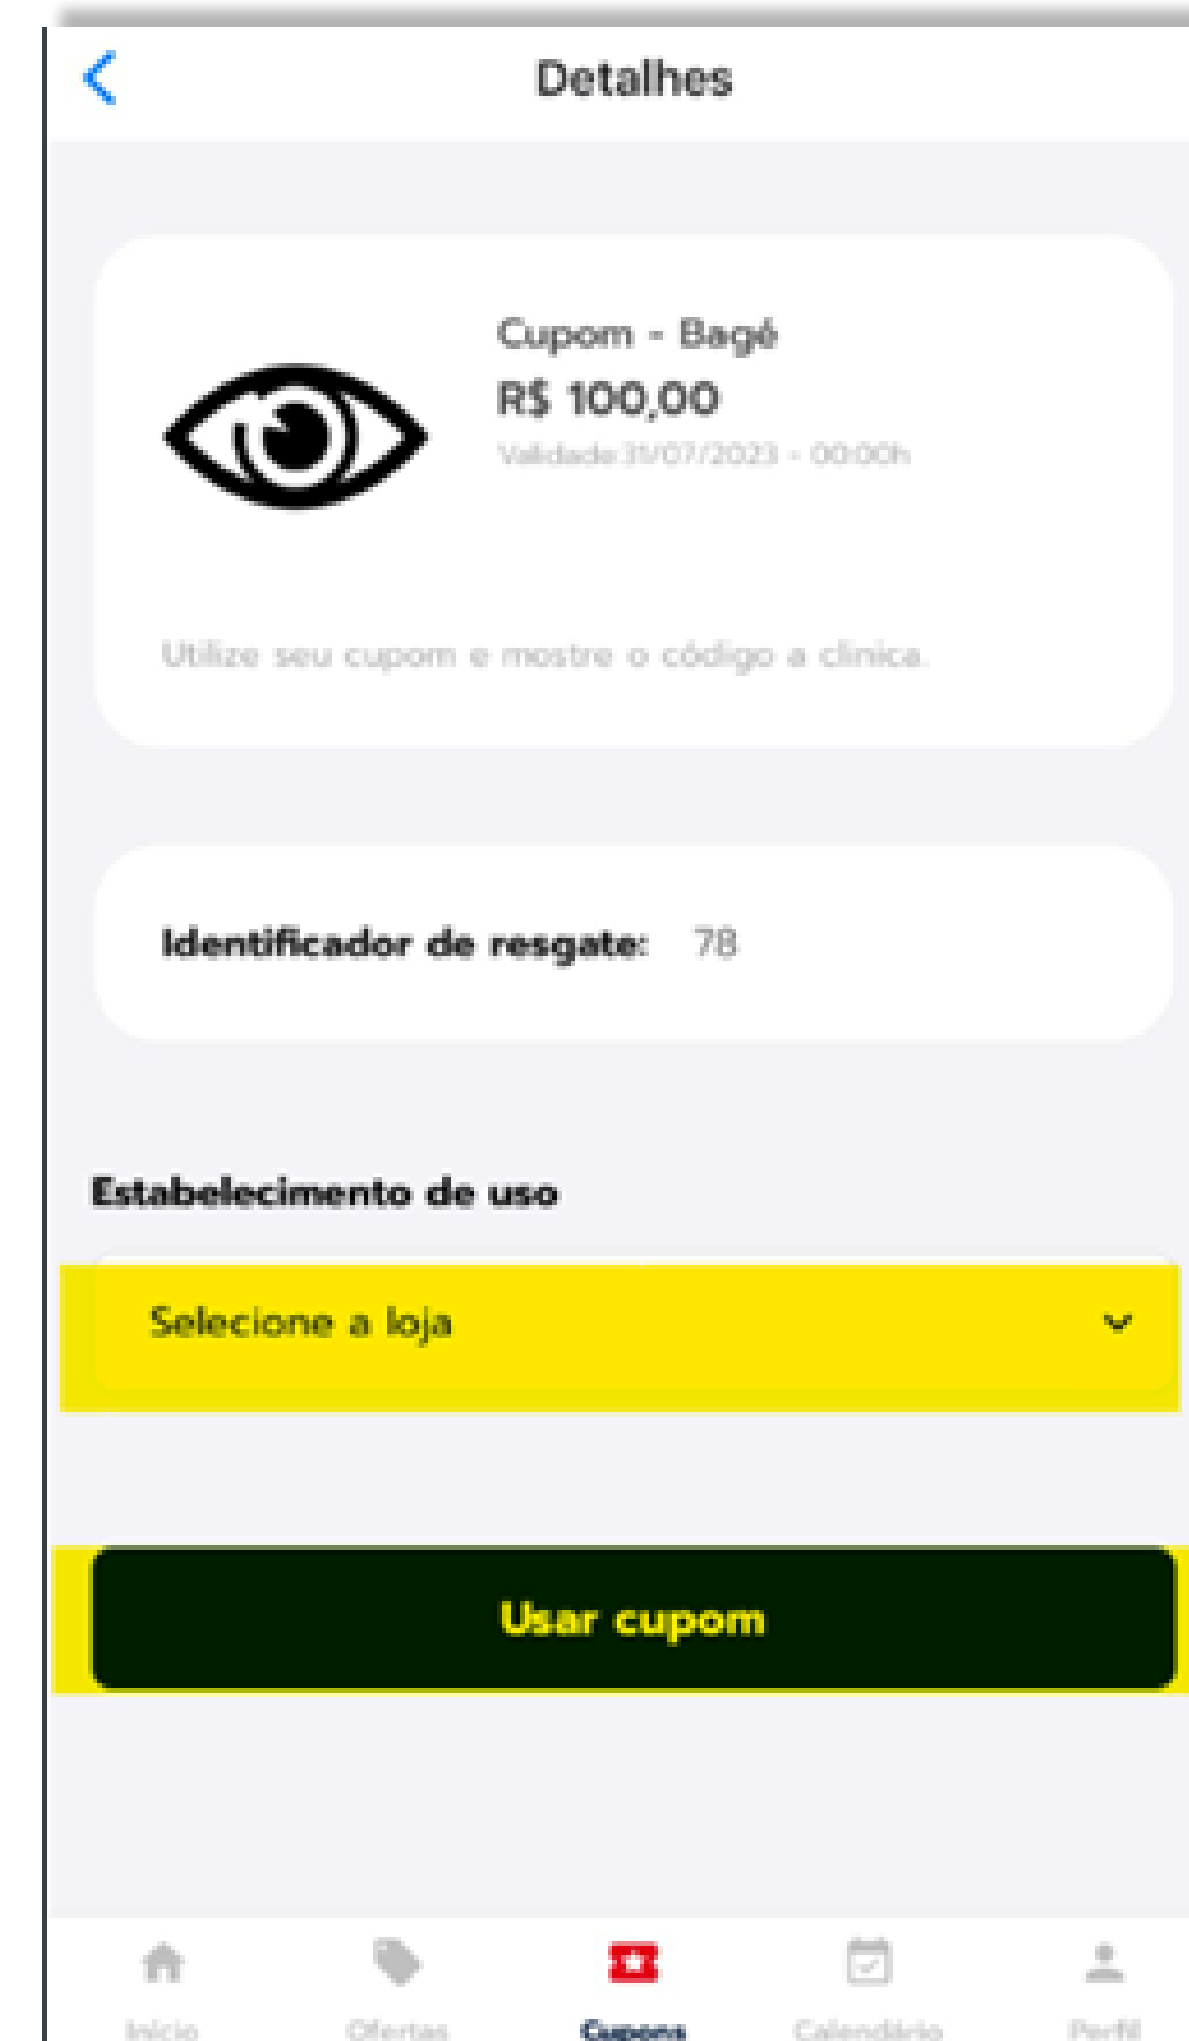 Detalhes
Cupom - Bagé
R$ 100,00
Validade 31/07/2023 - 00:00h
Utilize seu cupom e mostre o código a clinica.
Identificador de resgate: 78
Estabelecimento de uso
Selecione a loja
Usar cupom
Início Ofertas Cupons Calendário Perfil